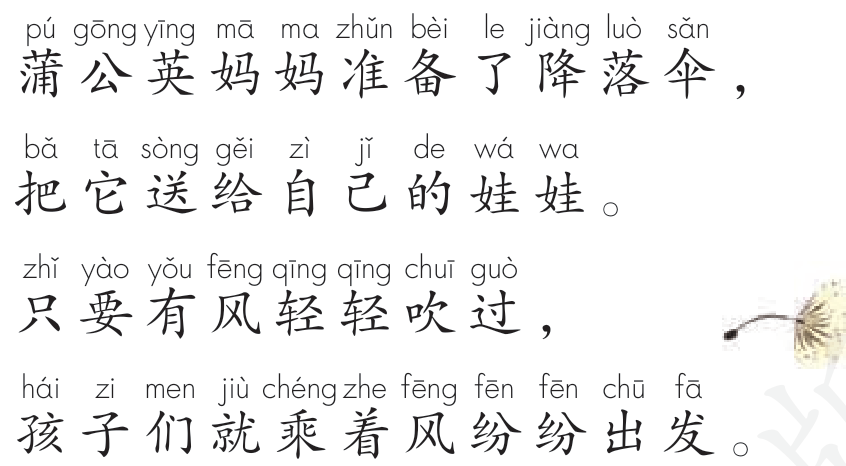 pú gōng yīng mā ma zhǔn bèi le jiàng luò sǎn
蒲公英妈妈准备了降落伞，
bǎ tā sòng gěi zì jǐ de wá wa
把它送给自己的娃娃。
zhǐ yào yǒu fēng qīng qīng chuī guò
只要有风轻轻吹过，
hái zi men jiù chéng zhe fēng fēn fēn chū fā
孩子们就乘着风纷纷出发。